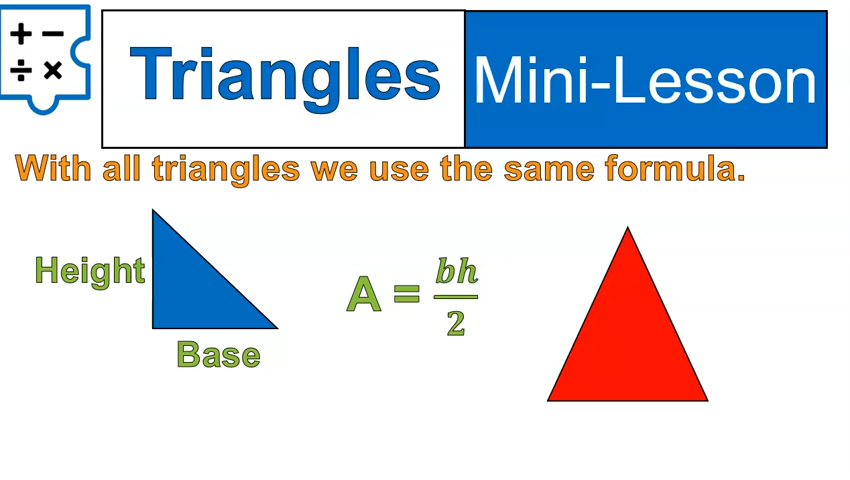 + −
÷ ×
Triangles Mini-Lesson
With all triangles we use the same formula.
Height
A = bh/2
Base